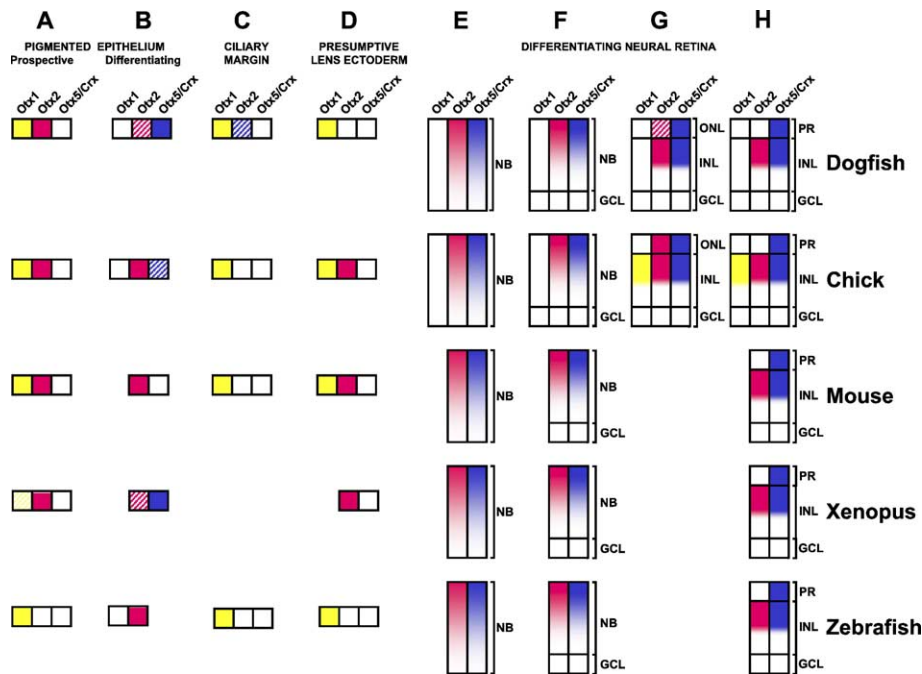 A B C D E F G H
PIGMENTED EPITHELIUM
Prospective Differentiating
CILIARY
MARGIN
PRESUMPTIVE
LENS ECTODERM
DIFFERENTIATING NEURAL RETINA
Otx1 Otx2 Otx5/Crx
Otx1 Otx2 Otx5/Crx
Otx1 Otx2 Otx5/Crx
Otx1 Otx2 Otx5/Crx
Otx1 Otx2 Otx5/Crx
Otx1 Otx2 Otx5/Crx
Otx1 Otx2 Otx5/Crx
Otx1 Otx2 Otx5/Crx
NB
NB
GCL
ONL
INL
GCL
PR
INL
GCL
Dogfish
NB
NB
GCL
ONL
INL
GCL
PR
INL
GCL
Chick
NB
NB
GCL
PR
INL
GCL
Mouse
NB
NB
GCL
PR
INL
GCL
Xenopus
NB
NB
GCL
PR
INL
GCL
Zebrafish